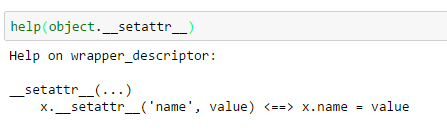 help(object.__setattr__)
Help on wrapper_descriptor:
__setattr__(...)
x.__setattr__('name', value) <==> x.name = value